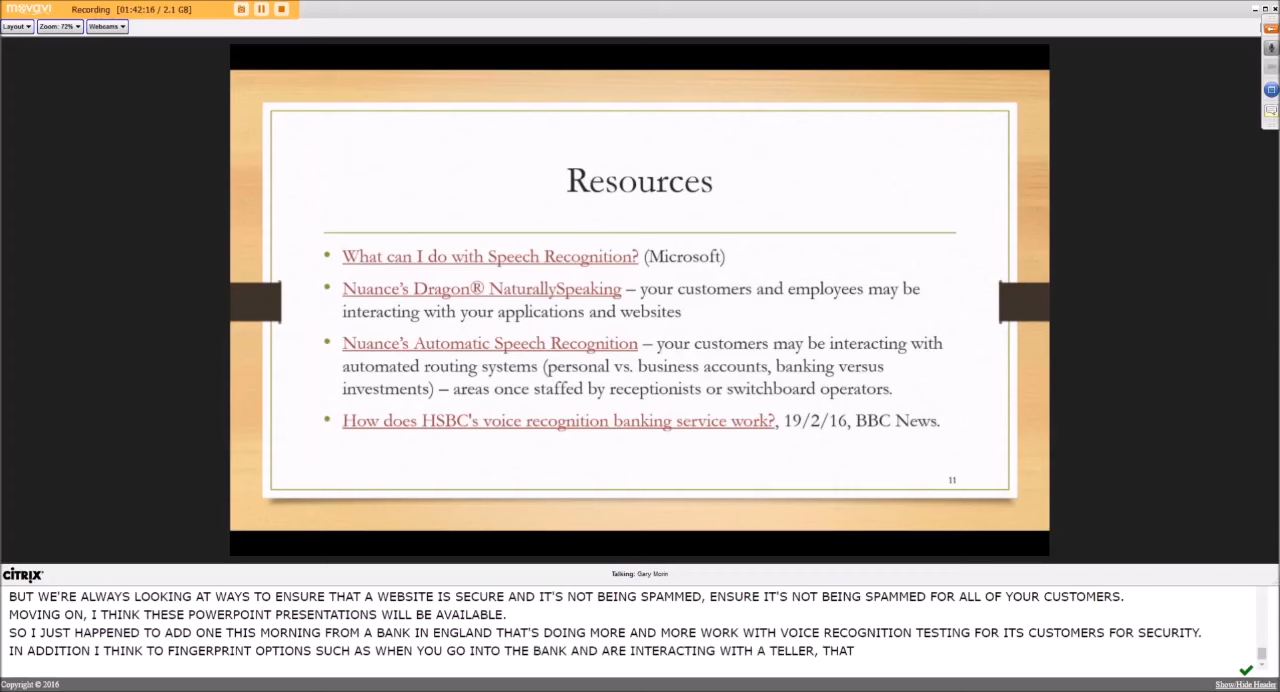 movavi Recording [01:42:16 / 2.1 GB]
Layout Zoom: 72% Webcams
Resources
• What can I do with Speech Recognition? (Microsoft)
• Nuance's Dragon® NaturallySpeaking – your customers and employees may be
interacting with your applications and websites
• Nuance's Automatic Speech Recognition – your customers may be interacting with
automated routing systems (personal vs. business accounts, banking versus
investments) – areas once staffed by receptionists or switchboard operators.
• How does HSBC's voice recognition banking service work?, 19/2/16, BBC News.
11
CITRIX Talking: Gary Morin
BUT WE'RE ALWAYS LOOKING AT WAYS TO ENSURE THAT A WEBSITE IS SECURE AND IT'S NOT BEING SPAMMED, ENSURE IT'S NOT BEING SPAMMED FOR ALL OF YOUR CUSTOMERS.
MOVING ON, I THINK THESE POWERPOINT PRESENTATIONS WILL BE AVAILABLE.
SO I JUST HAPPENED TO ADD ONE THIS MORNING FROM A BANK IN ENGLAND THAT'S DOING MORE AND MORE WORK WITH VOICE RECOGNITION TESTING FOR ITS CUSTOMERS FOR SECURITY.
IN ADDITION I THINK TO FINGERPRINT OPTIONS SUCH AS WHEN YOU GO INTO THE BANK AND ARE INTERACTING WITH A TELLER, THAT
Copyright © 2016 Show/Hide Header